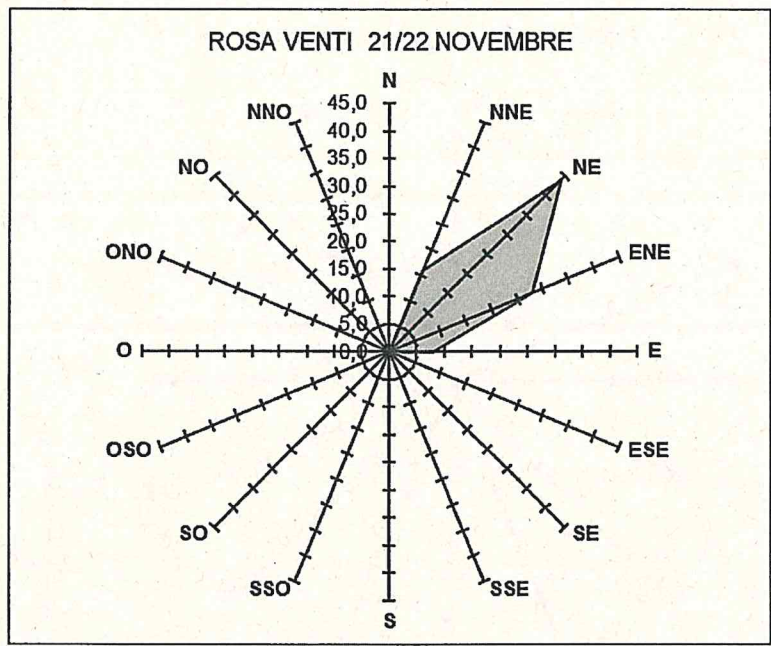 ROSA VENTI 21/22 NOVEMBRE
N
NNO
45,0
NNE
40,0
35,0
NO
30,0
NE
25,0
20,0
ONO
15,0
ENE
10,0
5,0
O
0,0
E
OSO
ESE
SO
SE
SSO
SSE
S